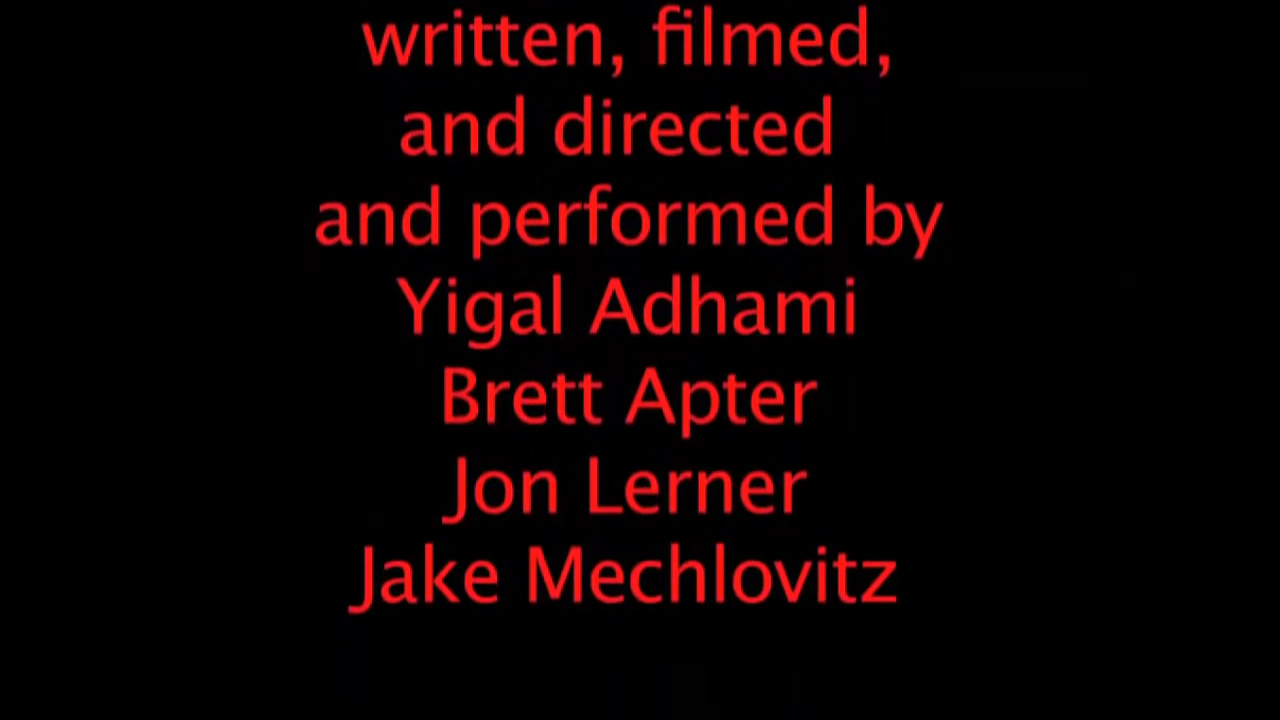 written, filmed,
and directed
and performed by
Yigal Adhami
Brett Apter
Jon Lerner
Jake Mechlovitz